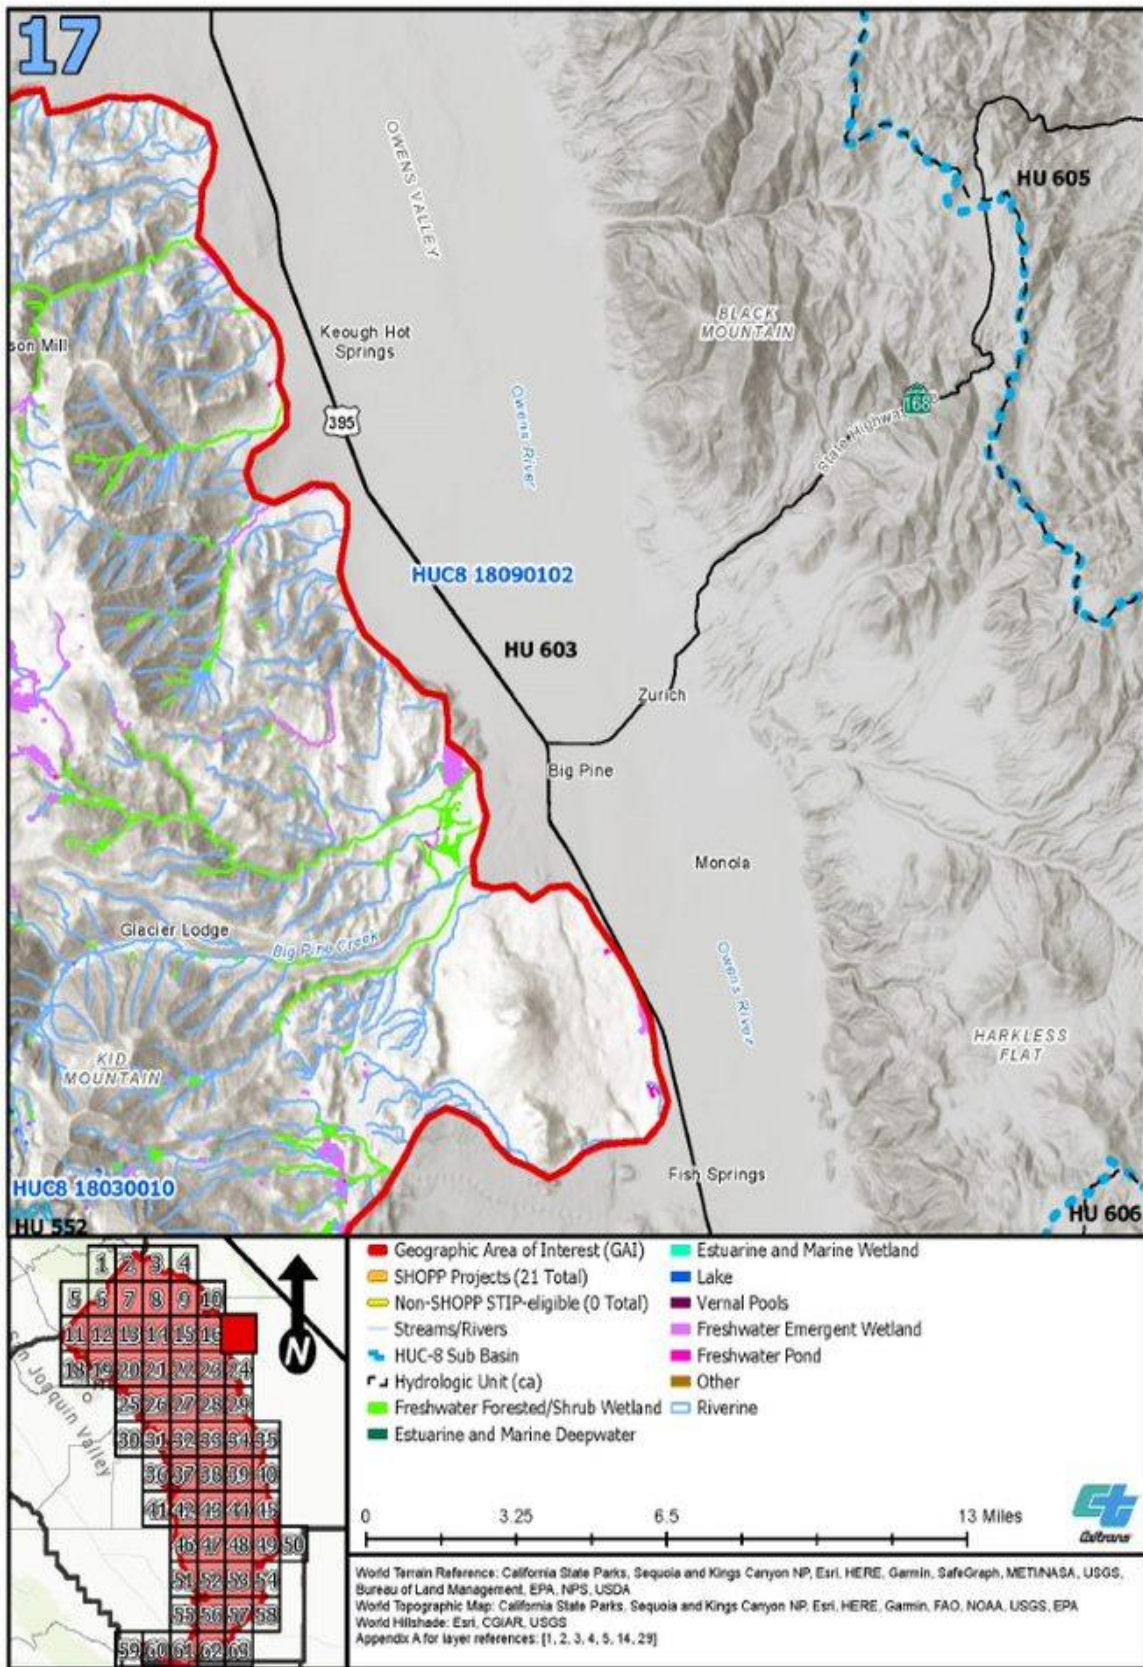 17
OWENS VALLEY
HU 605
BLACK
MOUNTAIN
Keough Hot
Springs
son Mill
Owens River
395
168
State Highway
HUC8 18090102
HU 603
Zurich
Big Pine
Monola
Glacier Lodge
Big Pine Creek
Owens River
HARKLESS
FLAT
KID
MOUNTAIN
Fish Springs
HUC8 18030010
HU 552
HU 606
1 2 3 4
5 6 7 8 9 10
11 12 13 14 15 16
18 19 20 21 22 23 24
25 26 27 28 29
30 31 32 33 34 35
36 37 38 39 40
41 42 43 44 45
46 47 48 49 50
51 52 53 54
55 56 57 58
59 60 61 62 63
San Joaquin Valley
N
Geographic Area of Interest (GAI)
SHOPP Projects (21 Total)
Non-SHOPP STIP-eligible (0 Total)
Streams/Rivers
HUC-8 Sub Basin
Hydrologic Unit (ca)
Freshwater Forested/Shrub Wetland
Estuarine and Marine Deepwater
Estuarine and Marine Wetland
Lake
Vernal Pools
Freshwater Emergent Wetland
Freshwater Pond
Other
Riverine
0 3.25 6.5 13 Miles
Caltrans
World Terrain Reference: California State Parks, Sequoia and Kings Canyon NP, Esri, HERE, Garmin, SafeGraph, METI/NASA, USGS,
Bureau of Land Management, EPA, NPS, USDA
World Topographic Map: California State Parks, Sequoia and Kings Canyon NP, Esri, HERE, Garmin, FAO, NOAA, USGS, EPA
World Hillshade: Esri, CGIAR, USGS
Appendix A for layer references: [1, 2, 3, 4, 5, 14, 29]